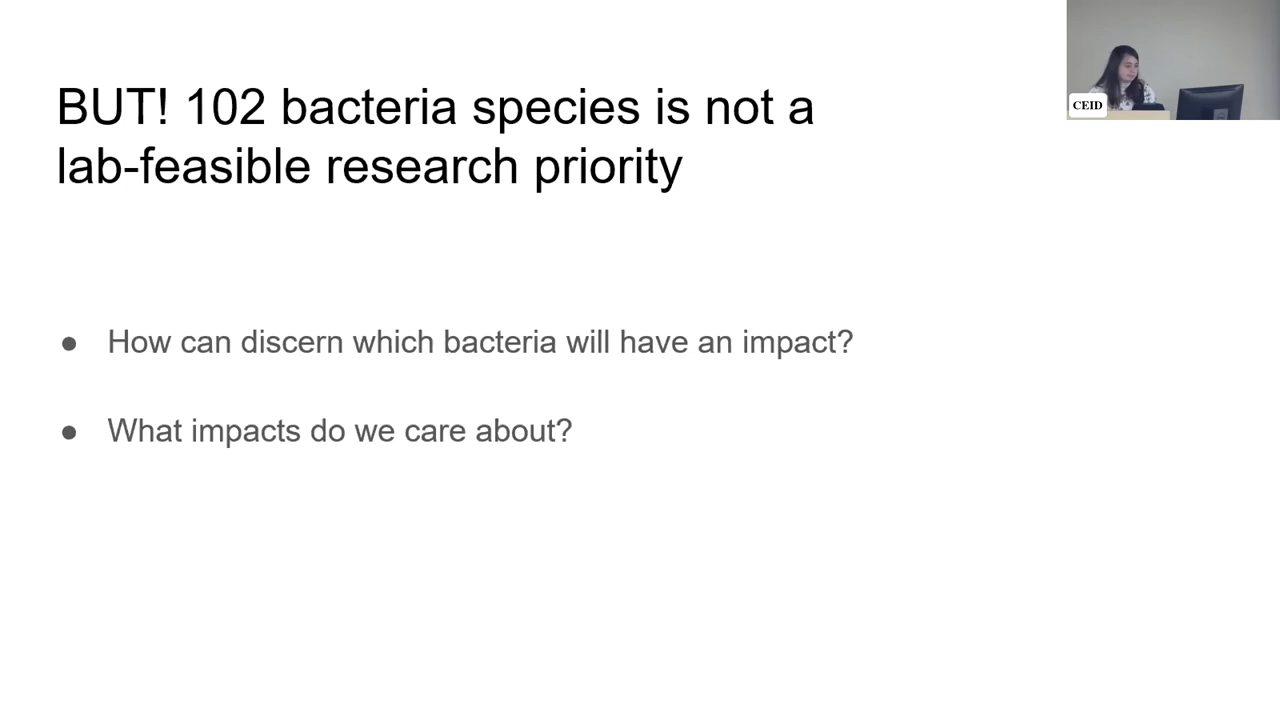 BUT! 102 bacteria species is not a
lab-feasible research priority
CEID
● How can discern which bacteria will have an impact?
● What impacts do we care about?